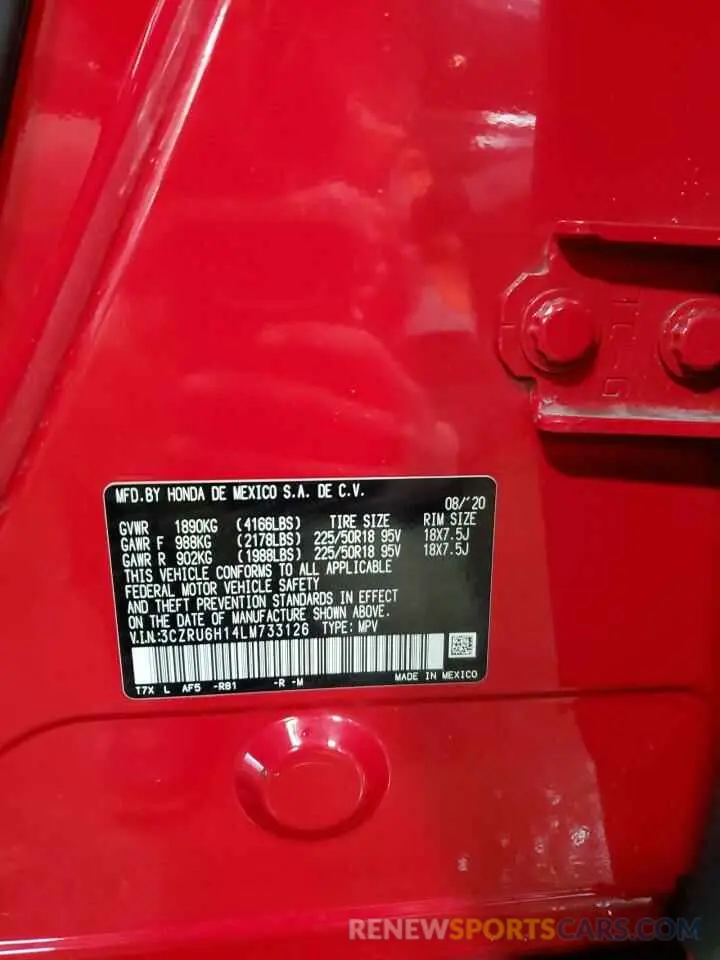 MFD.BY HONDA DE MEXICO S.A. DE C.V.
08/'20
GVWR 1890KG (4166LBS) TIRE SIZE RIM SIZE
GAWR F 988KG (2178LBS) 225/50R18 95V 18X7.5J
GAWR R 902KG (1988LBS) 225/50R18 95V 18X7.5J
THIS VEHICLE CONFORMS TO ALL APPLICABLE
FEDERAL MOTOR VEHICLE SAFETY
AND THEFT PREVENTION STANDARDS IN EFFECT
ON THE DATE OF MANUFACTURE SHOWN ABOVE.
V.I.N:3CZRU6H14LM733126 TYPE: MPV
T7X L AF5 -R81 -R -M MADE IN MEXICO
RENEWSPORTSCARS.COM